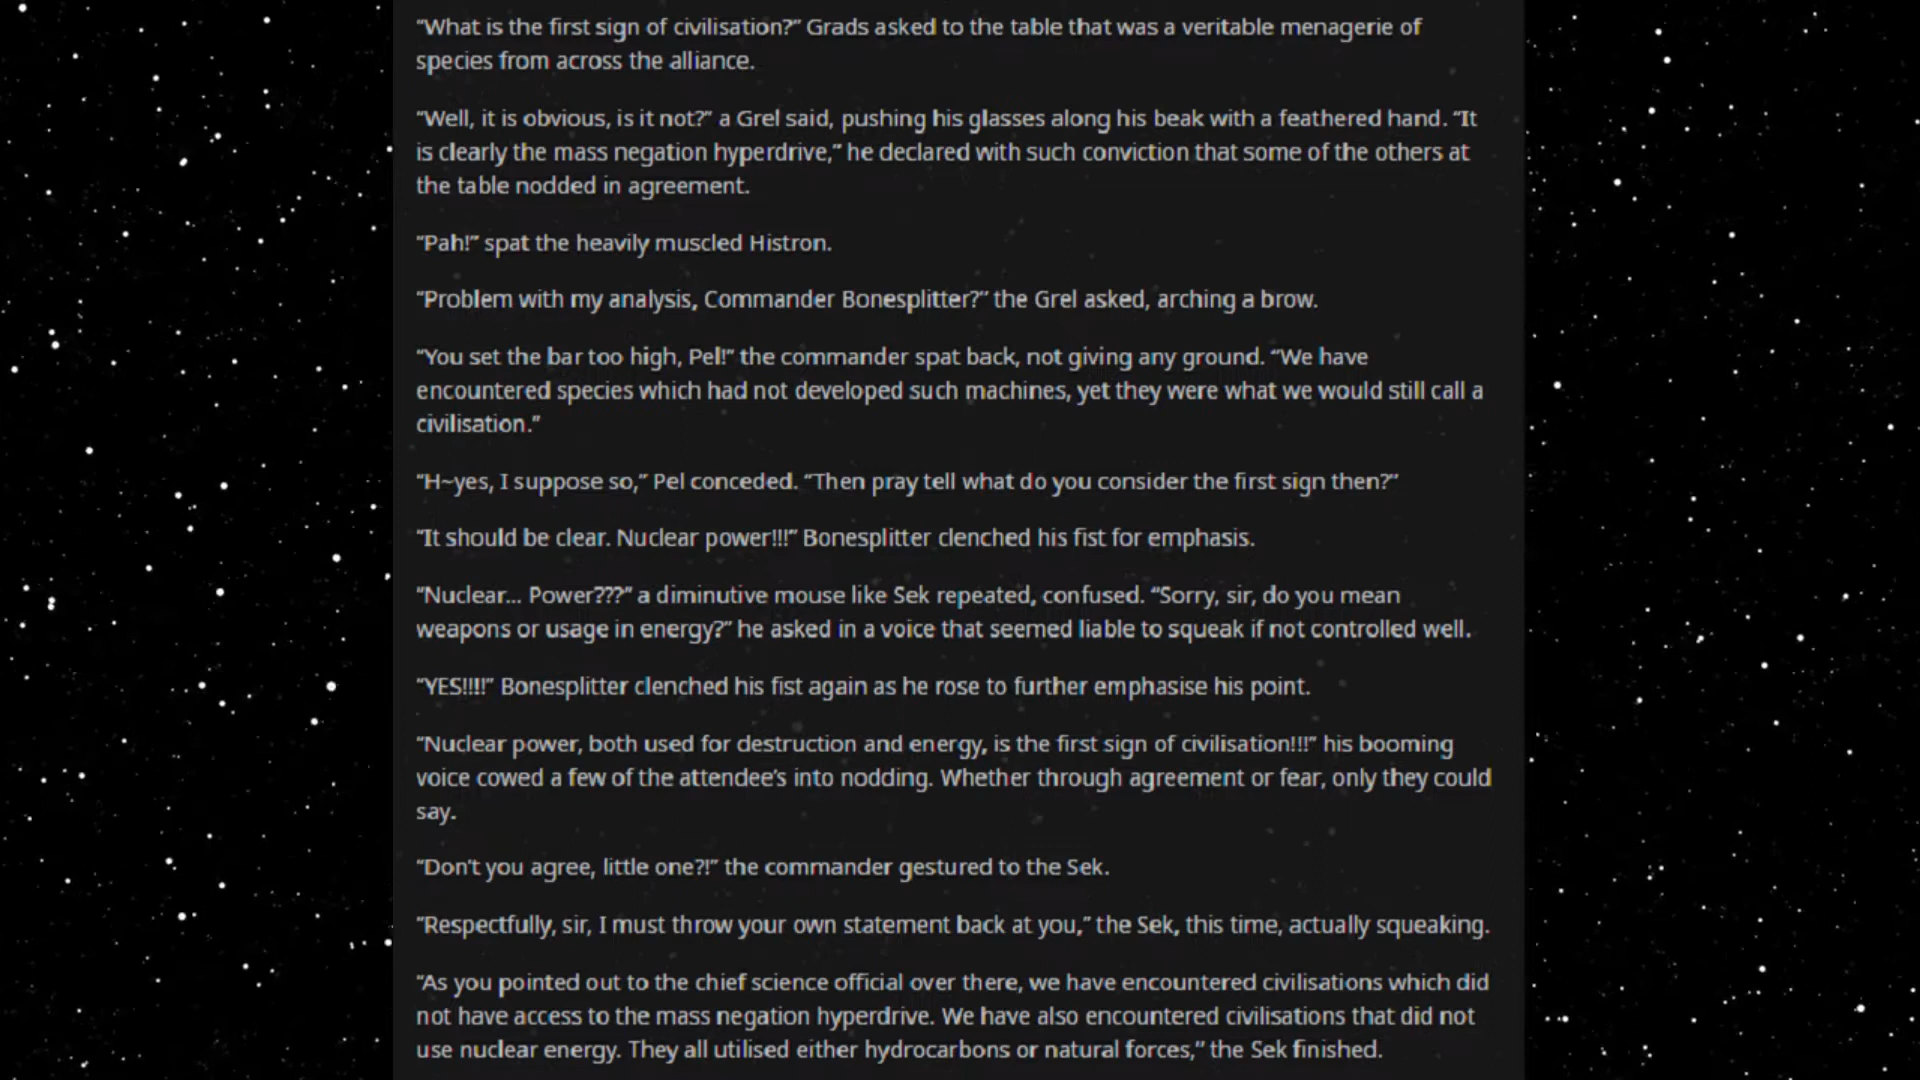 “What is the first sign of civilisation?” Grads asked to the table that was a veritable menagerie of
species from across the alliance.
“Well, it is obvious, is it not?” a Grel said, pushing his glasses along his beak with a feathered hand. “It
is clearly the mass negation hyperdrive,” he declared with such conviction that some of the others at
the table nodded in agreement.
“Pah!” spat the heavily muscled Histron.
“Problem with my analysis, Commander Bonesplitter?” the Grel asked, arching a brow.
“You set the bar too high, Pel!” the commander spat back, not giving any ground. “We have
encountered species which had not developed such machines, yet they were what we would still call a
civilisation.”
“H~yes, I suppose so,” Pel conceded. “Then pray tell what do you consider the first sign then?”
“It should be clear. Nuclear power!!!” Bonesplitter clenched his fist for emphasis.
“Nuclear... Power???” a diminutive mouse like Sek repeated, confused. “Sorry, sir, do you mean
weapons or usage in energy?” he asked in a voice that seemed liable to squeak if not controlled well.
“YES!!!!” Bonesplitter clenched his fist again as he rose to further emphasise his point.
“Nuclear power, both used for destruction and energy, is the first sign of civilisation!!!” his booming
voice cowed a few of the attendee’s into nodding. Whether through agreement or fear, only they could
say.
“Don’t you agree, little one?!” the commander gestured to the Sek.
“Respectfully, sir, I must throw your own statement back at you,” the Sek, this time, actually squeaking.
“As you pointed out to the chief science official over there, we have encountered civilisations which did
not have access to the mass negation hyperdrive. We have also encountered civilisations that did not
use nuclear energy. They all utilised either hydrocarbons or natural forces,” the Sek finished.